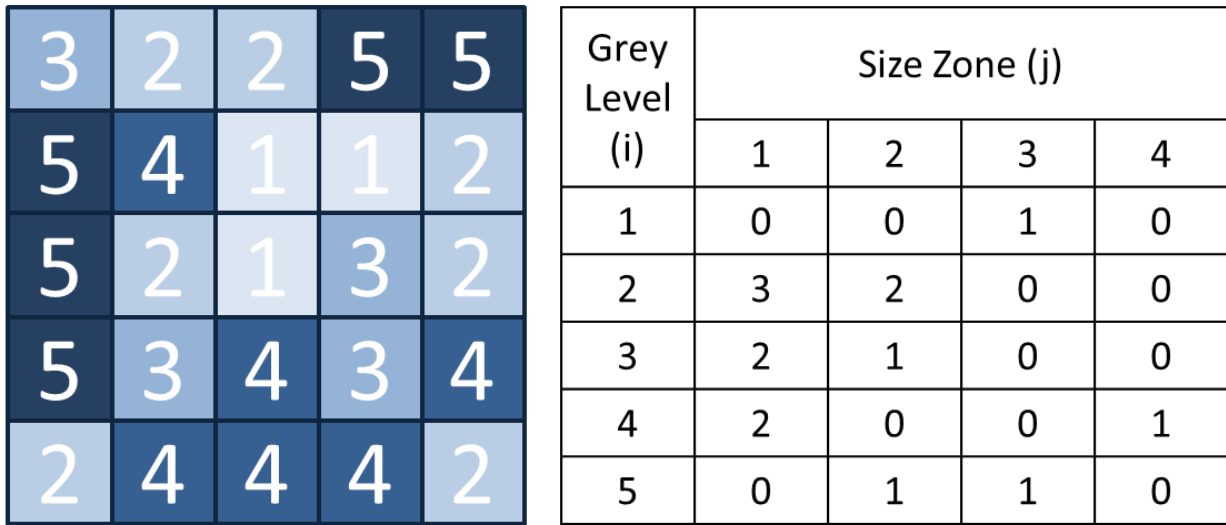 3 2 2 5 5
5 4 1 1 2
5 2 1 3 2
5 3 4 3 4
2 4 4 4 2
Grey Level (i) Size Zone (j)
1 2 3 4
1 0 0 1 0
2 3 2 0 0
3 2 1 0 0
4 2 0 0 1
5 0 1 1 0